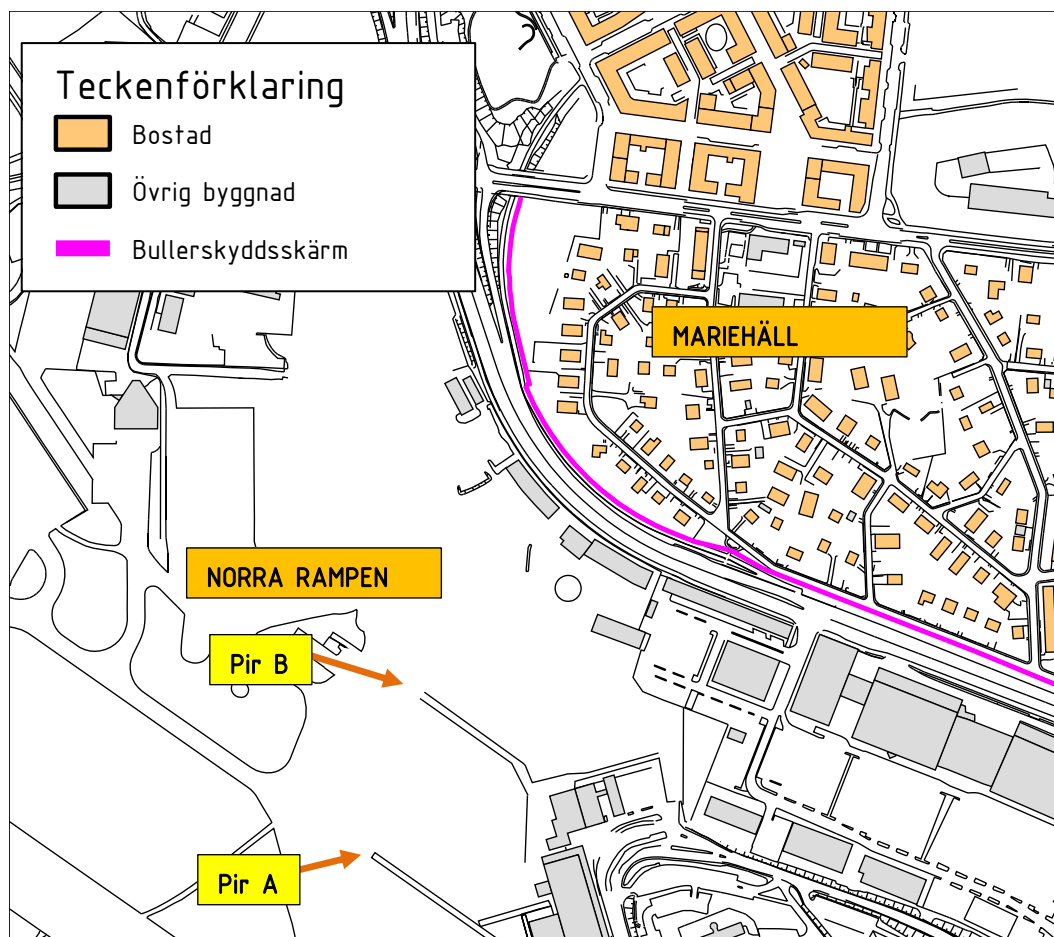 Teckenförklaring
Bostad
Övrig byggnad
Bullerskyddsskärm
MARIEHÄLL
NORRA RAMPEN
Pir B
Pir A